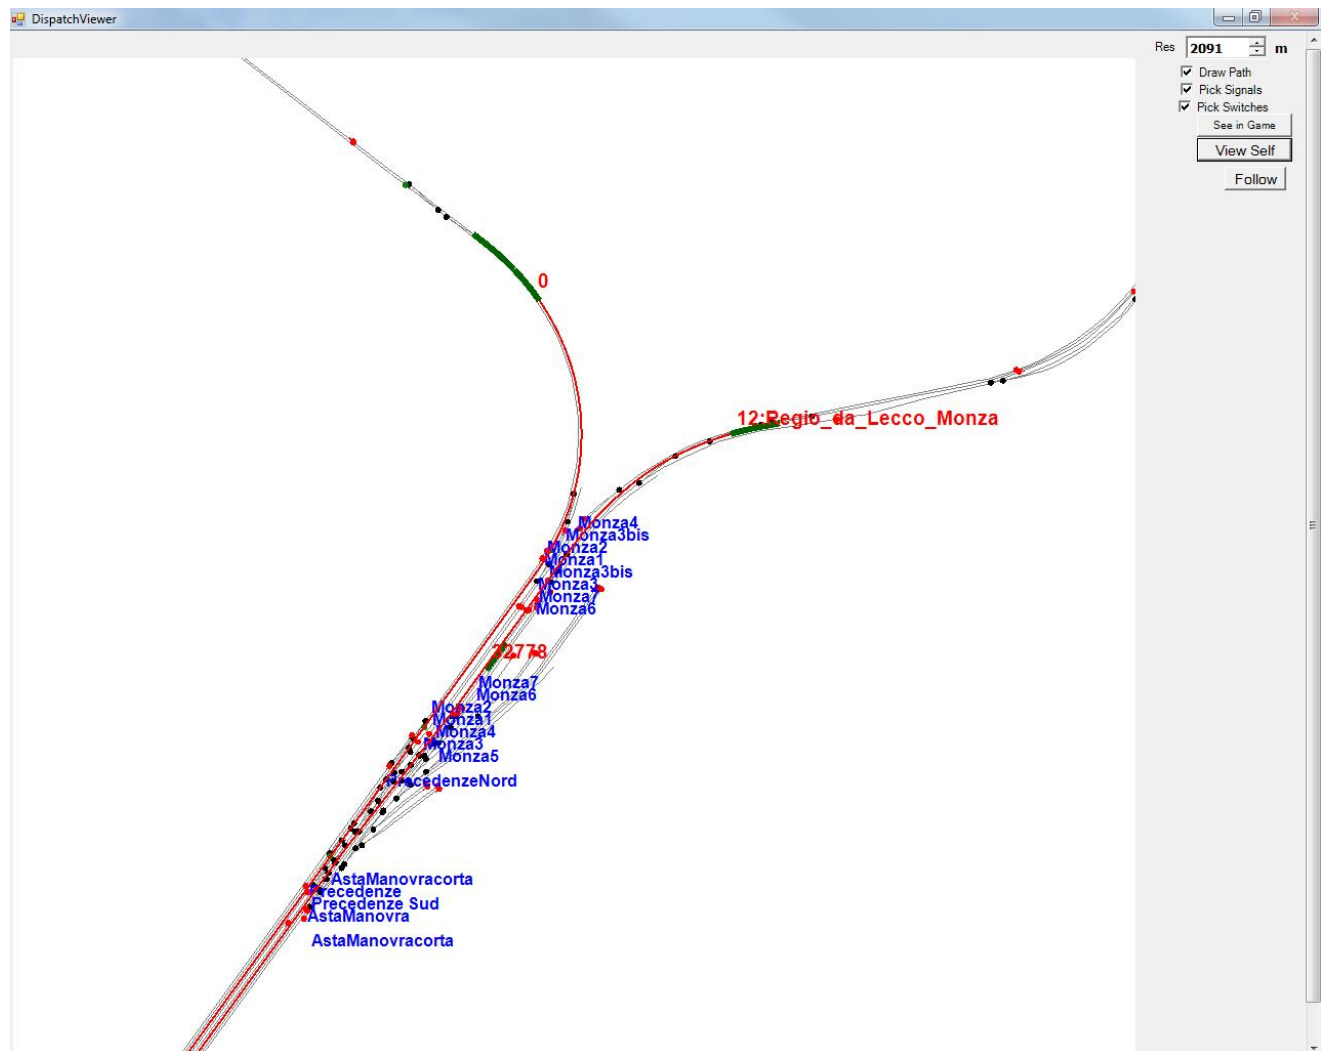 DispatchViewer
Res 2091 m
Draw Path
Pick Signals
Pick Switches
See in Game
View Self
Follow
0
12:Regio_da_Lecco_Monza
Monza4
Monza3bis
Monza2
Monza1
Monza3bis
Monza3
Monza7
Monza6
32778
Monza7
Monza6
Monza2
Monza1
Monza4
Monza3
Monza5
PrecedenzeNord
AstaManovracorta
Precedenze
Precedenze Sud
AstaManovra
AstaManovracorta